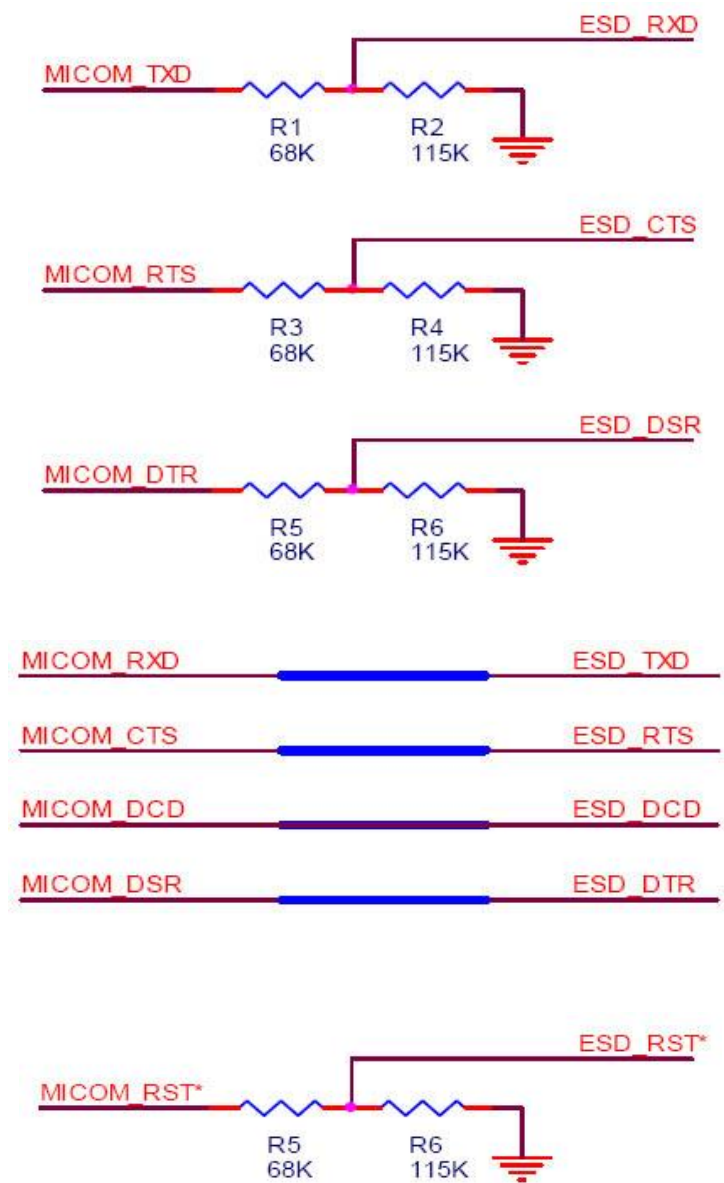 ESD_RXD
MICOM_TXD
R1 R2
68K 115K
ESD_CTS
MICOM_RTS
R3 R4
68K 115K
ESD_DSR
MICOM_DTR
R5 R6
68K 115K
MICOM_RXD ESD_TXD
MICOM_CTS ESD_RTS
MICOM_DCD ESD_DCD
MICOM_DSR ESD_DTR
ESD_RST*
MICOM_RST*
R5 R6
68K 115K